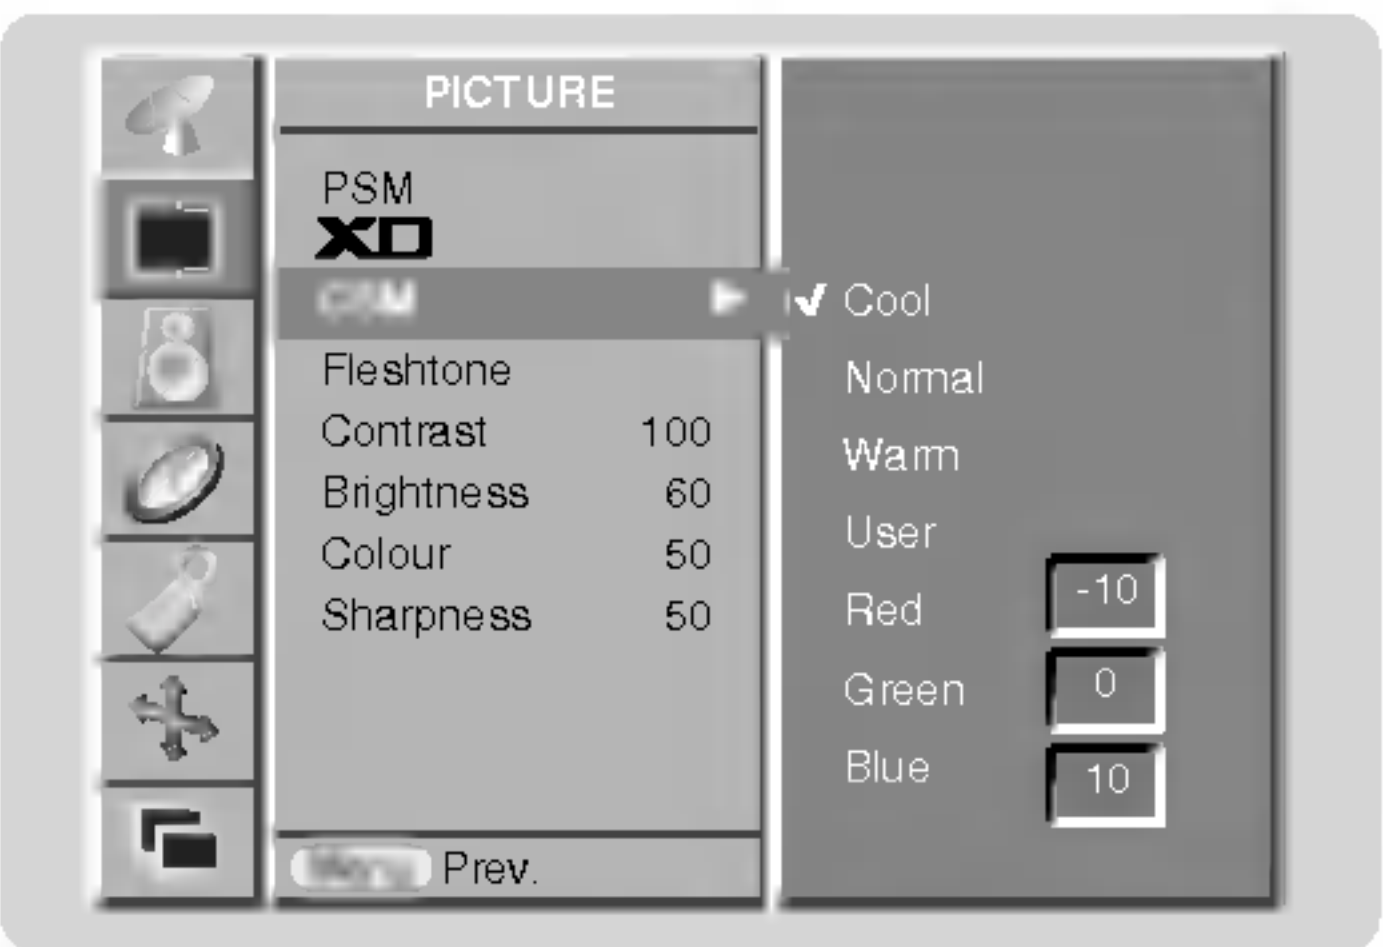 PICTURE
PSM
XD
Fleshtone
Contrast 100
Brightness 60
Colour 50
Sharpness 50
Prev.
Cool
Normal
Warm
User
Red -10
Green 0
Blue 10